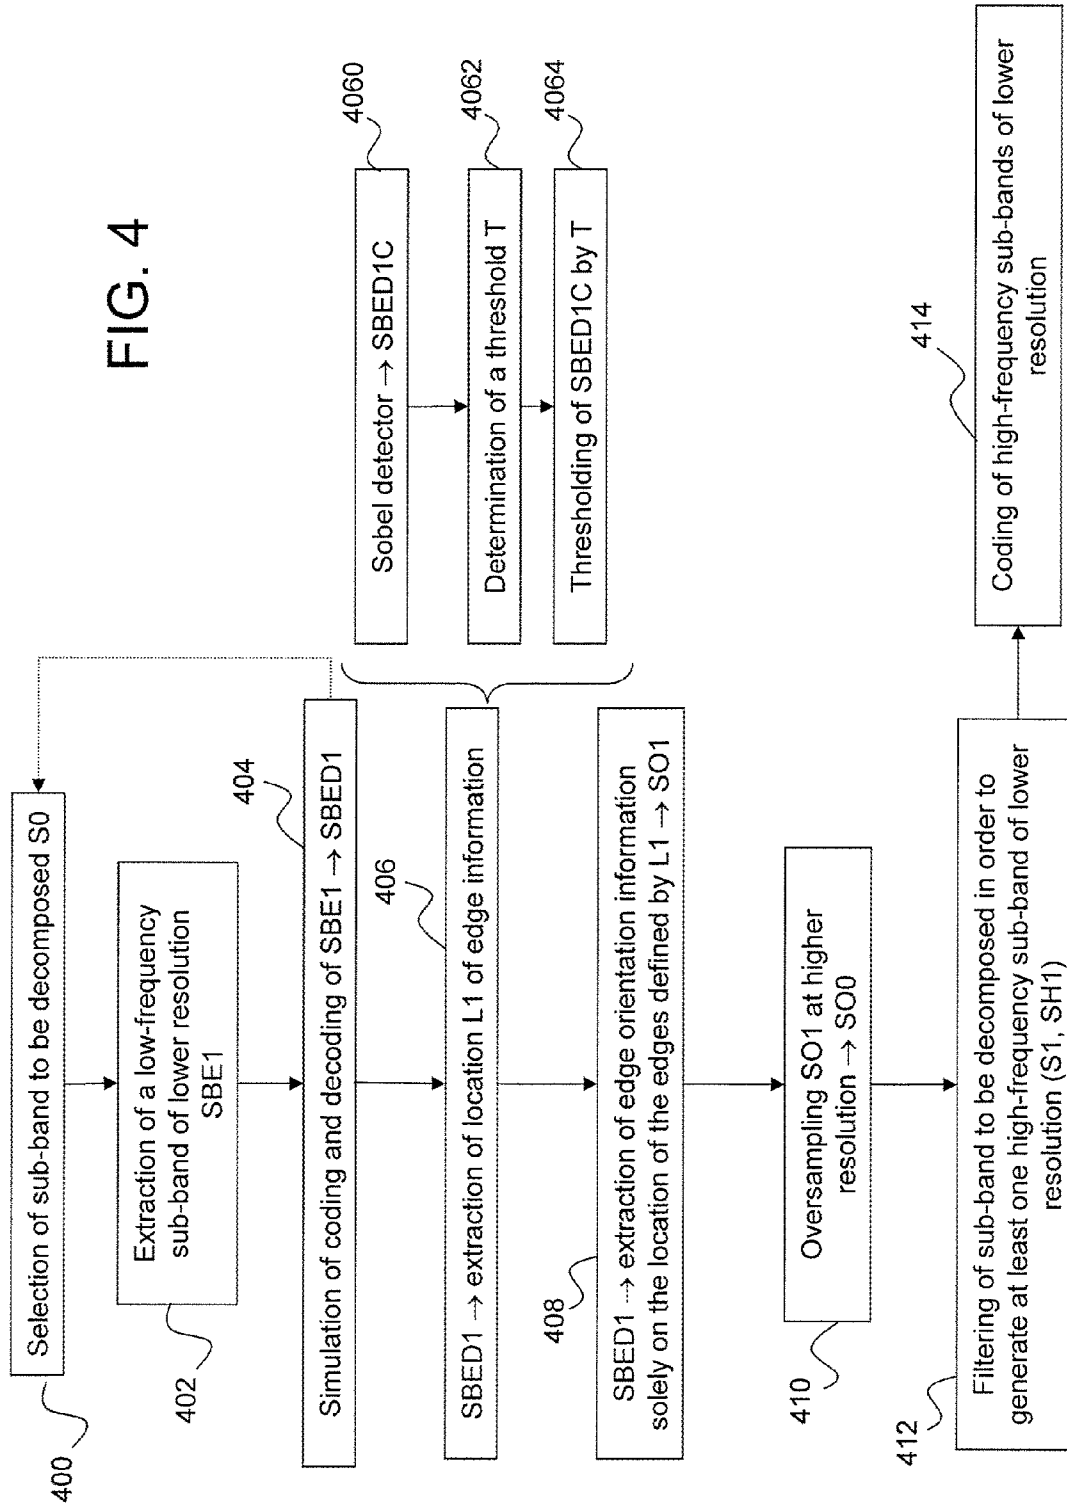 FIG. 4
400
Selection of sub-band to be decomposed S0
402
Extraction of a low-frequency
sub-band of lower resolution
SBE1
404
Simulation of coding and decoding of SBE1 → SBED1
406
SBED1 → extraction of location L1 of edge information
4060
Sobel detector → SBED1C
4062
Determination of a threshold T
4064
Thresholding of SBED1C by T
408
SBED1 → extraction of edge orientation information
solely on the location of the edges defined by L1 → SO1
410
Oversampling SO1 at higher
resolution → SO0
412
Filtering of sub-band to be decomposed in order to
generate at least one high-frequency sub-band of lower
resolution (S1, SH1)
414
Coding of high-frequency sub-bands of lower
resolution